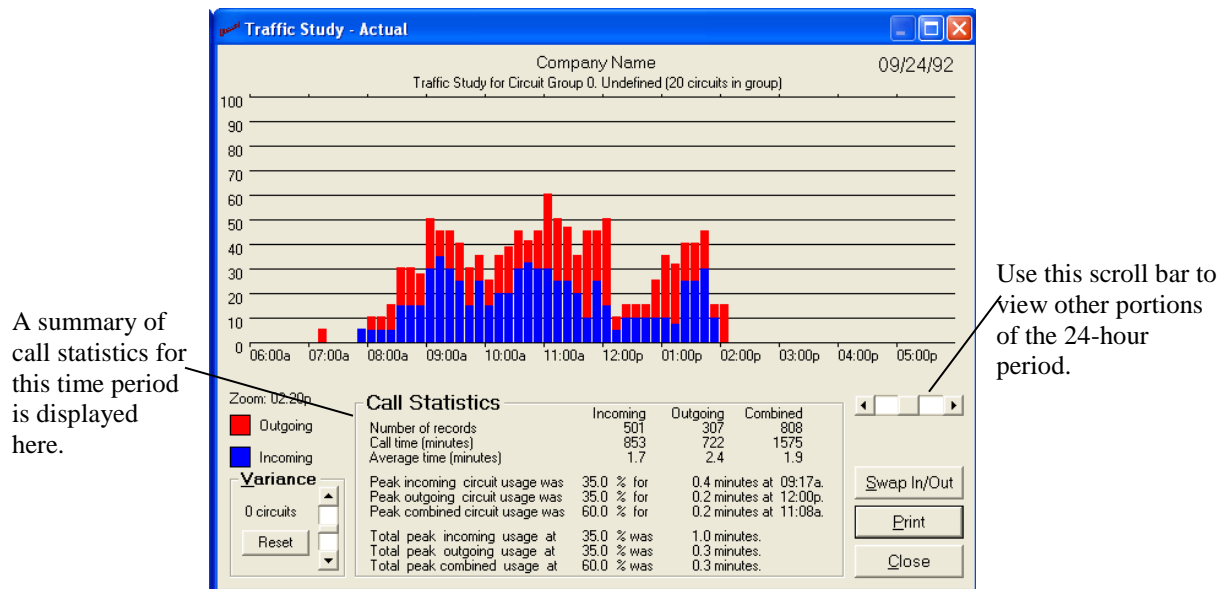 Traffic Study - Actual
Company Name
09/24/92
Traffic Study for Circuit Group 0. Undefined (20 circuits in group)
100
90
80
70
60
50
40
30
20
10
0
06:00a 07:00a 08:00a 09:00a 10:00a 11:00a 12:00p 01:00p 02:00p 03:00p 04:00p 05:00p
A summary of
call statistics for
this time period
is displayed
here.
Use this scroll bar to
view other portions
of the 24-hour
period.
Zoom: 02:20p
Outgoing
Incoming
Variance
0 circuits
Reset
Call Statistics
Incoming Outgoing Combined
Number of records 501 307 808
Call time (minutes) 853 722 1575
Average time (minutes) 1.7 2.4 1.9
Peak incoming circuit usage was 35.0 % for 0.4 minutes at 09:17a.
Peak outgoing circuit usage was 35.0 % for 0.2 minutes at 12:00p.
Peak combined circuit usage was 60.0 % for 0.2 minutes at 11:08a.
Total peak incoming usage at 35.0 % was 1.0 minutes.
Total peak outgoing usage at 35.0 % was 0.3 minutes.
Total peak combined usage at 60.0 % was 0.3 minutes.
Swap In/Out
Print
Close